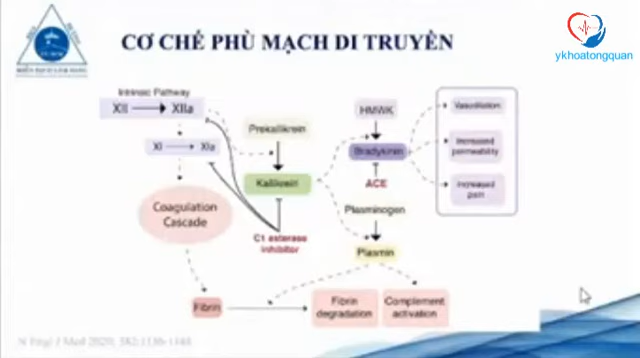 CƠ CHẾ PHÙ MẠCH DI TRUYỀN
ykhoatongquan
Intrinsic Pathway
XII
XIIa
XI
XIa
Coagulation
Cascade
Fibrin
Prekallikrein
Kallikrein
C1 esterase
inhibitor
HMWK
Bradykinin
ACE
Plasminogen
Plasmin
Fibrin
degradation
Complement
activation
Vasodilation
Increased
permeability
Increased
pain
N Engl J Med 2020; 382:1136-1148